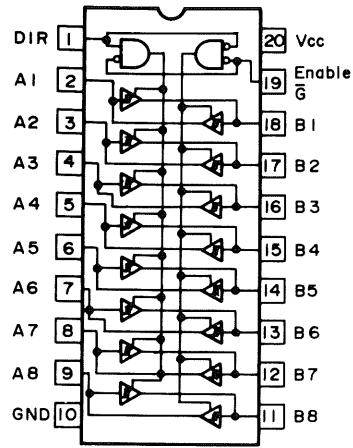 DIR 1 20 Vcc
A1 2 19 Enable G
A2 3 18 B1
A3 4 17 B2
A4 5 16 B3
A5 6 15 B4
A6 7 14 B5
A7 8 13 B6
A8 9 12 B7
GND 10 11 B8